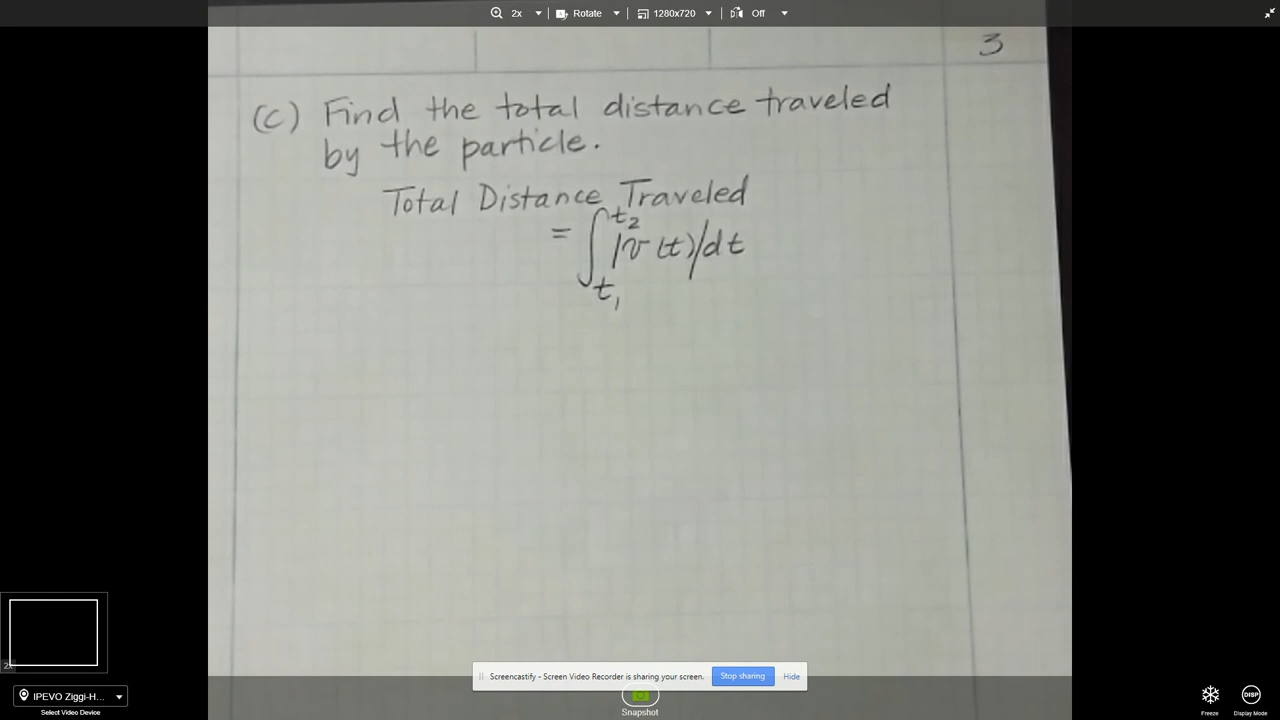 2x Rotate 1280x720 Off
3
(c) Find the total distance traveled
by the particle.
Total Distance Traveled
= ∫_{t₁}^{t₂} |v(t)|dt
2x
Screencastify - Screen Video Recorder is sharing your screen. Stop sharing Hide
IPEVO Ziggi-H...
Select Video Device
Snapshot
Freeze
DISP
Display Mode